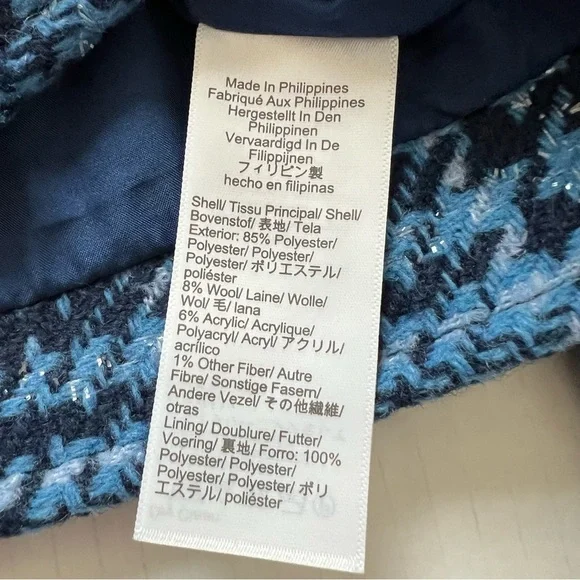 Made In Philippines
Fabriqué Aux Philippines
Hergestellt In Den
Philippinen
Vervaardigd In De
Filippijnen
フィリピン製
hecho en filipinas
Shell/ Tissu Principal/ Shell/
Bovenstof/ 表地/ Tela
Exterior: 85% Polyester/
Polyester/ Polyester/
Polyester/ ポリエステル/
poliéster
8% Wool/ Laine/ Wolle/
Wol/ 毛/ lana
6% Acrylic/ Acrylique/
Polyacryl/ Acryl/ アクリル/
acrílico
1% Other Fiber/ Autre
Fibre/ Sonstige Fasern/
Andere Vezel/ その他繊維/
otras
Lining/ Doublure/ Futter/
Voering/ 裏地/ Forro: 100%
Polyester/ Polyester/
Polyester/ Polyester/ ポリ
エステル/ poliéster